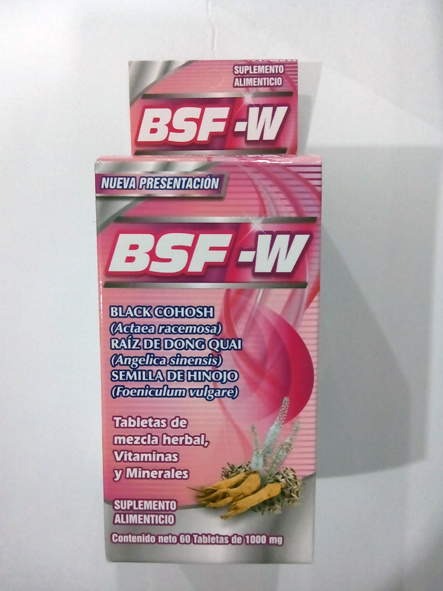 SUPLEMENTO
ALIMENTICIO
BSF-W
NUEVA PRESENTACIÓN
BSF-W
BLACK COHOSH
(Actaea racemosa)
RAÍZ DE DONG QUAI
(Angelica sinensis)
SEMILLA DE HINOJO
(Foeniculum vulgare)
Tabletas de
mezcla herbal,
Vitaminas
y Minerales
SUPLEMENTO
ALIMENTICIO
Contenido neto 60 Tabletas de 1000 mg